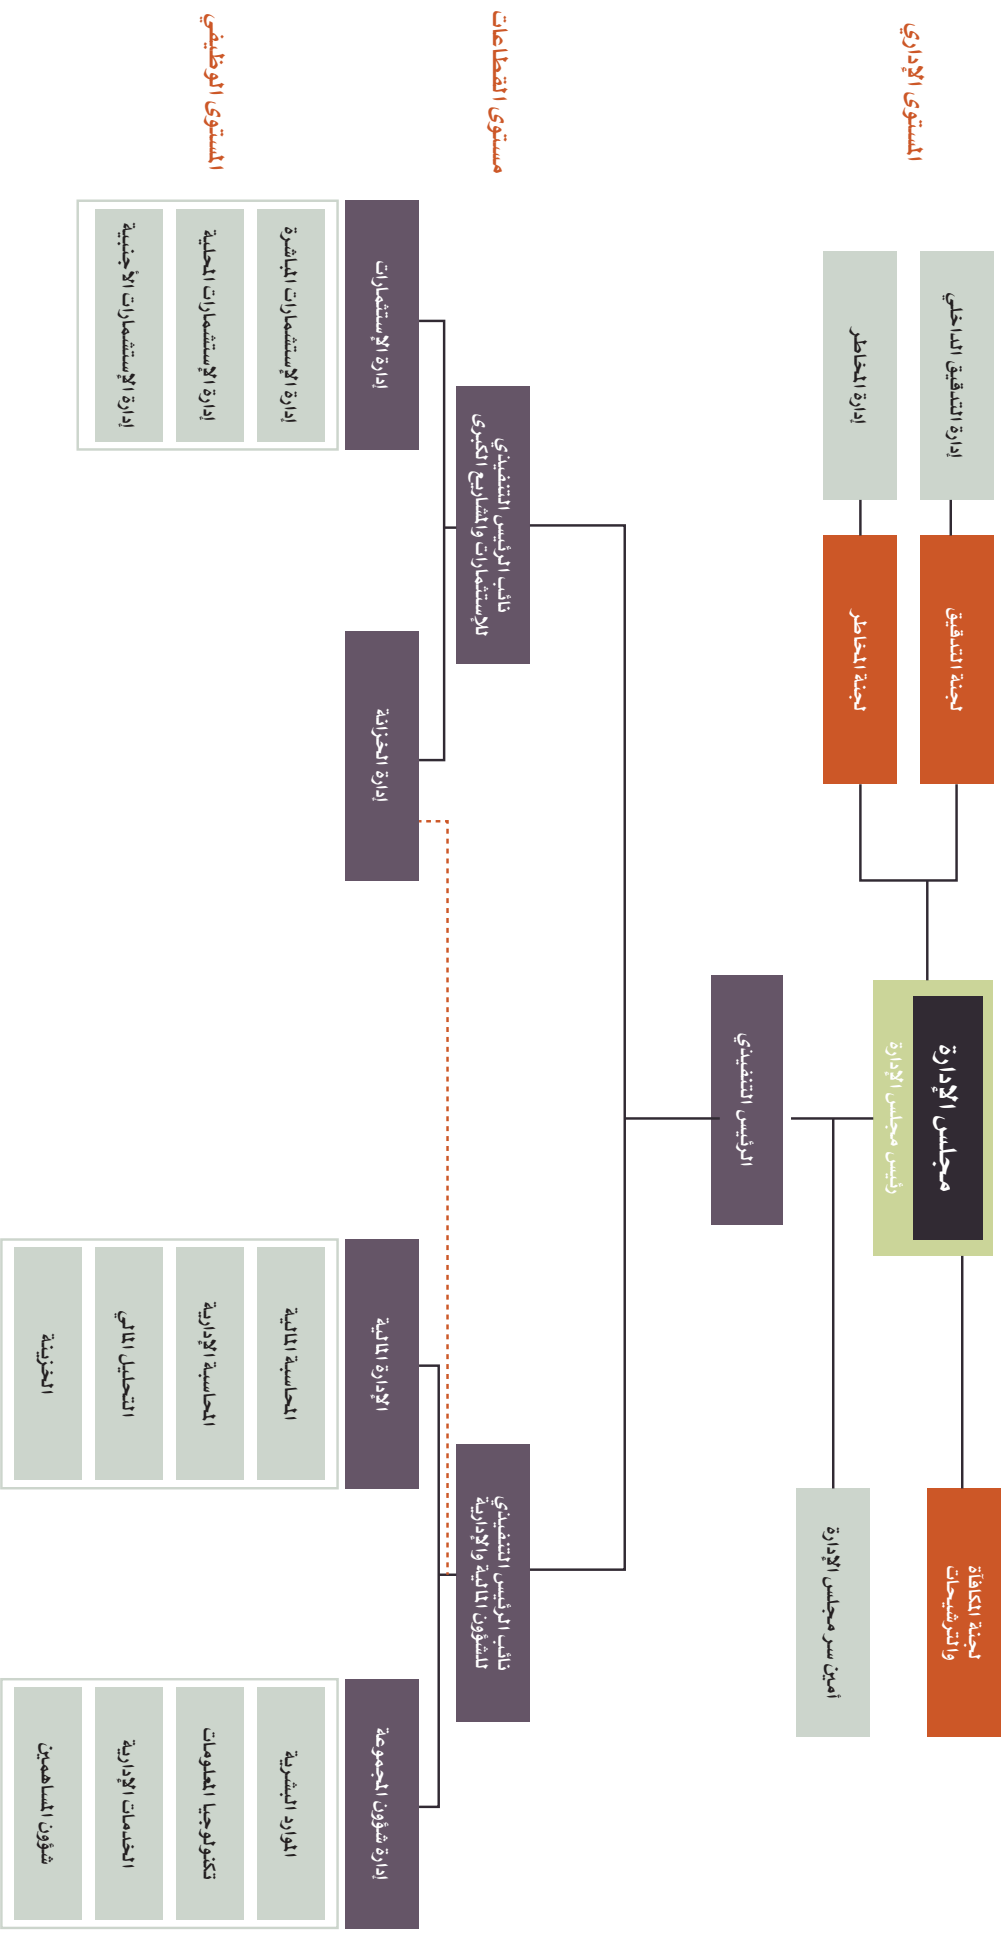 المستوى الإداري
لجنة المكافآة
والترشيحات
مجلس الإدارة
رئيس مجلس الإدارة
لجنة التدقيق
إدارة التدقيق الداخلي
لجنة المخاطر
إدارة المخاطر
أمين سر مجلس الإدارة
الرئيس التنفيذي
مستوى القطاعات
نائب الرئيس التنفيذي
للشؤون المالية والإدارية
نائب الرئيس التنفيذي
للإستثمارات والمشاريع الكبرى
المستوى الوظيفي
إدارة شؤون المجموعة
الموارد البشرية
تكنولوجيا المعلومات
الخدمات الإدارية
شؤون المساهمين
الإدارة المالية
المحاسبة المالية
المحاسبة الإدارية
التحليل المالي
الخزينة
إدارة الخزانة
إدارة الإستثمارات
إدارة الإستثمارات المباشرة
إدارة الإستثمارات المحلية
إدارة الإستثمارات الأجنبية